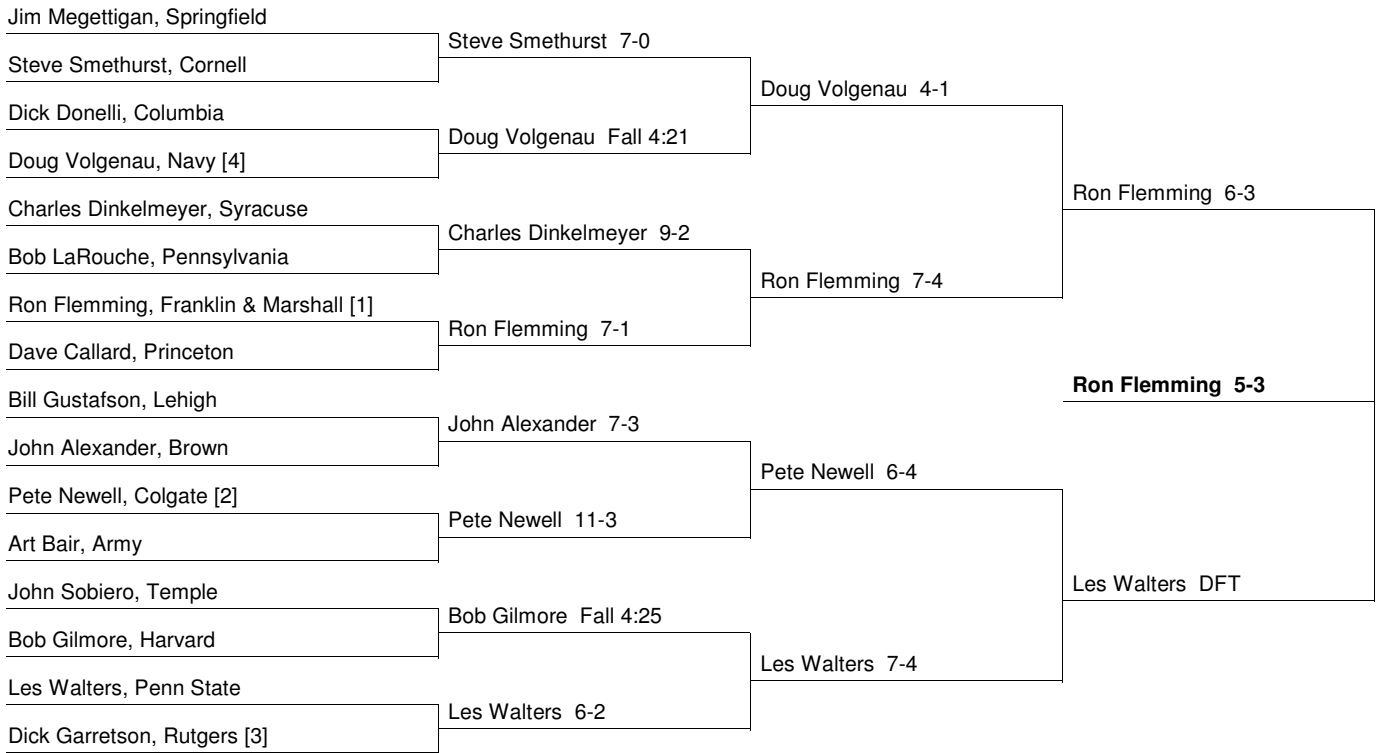 Jim Megettigan, Springfield
Steve Smethurst, Cornell
Dick Donelli, Columbia
Doug Volgenau, Navy [4]
Charles Dinkelmeyer, Syracuse
Bob LaRouche, Pennsylvania
Ron Flemming, Franklin & Marshall [1]
Dave Callard, Princeton
Bill Gustafson, Lehigh
John Alexander, Brown
Pete Newell, Colgate [2]
Art Bair, Army
John Sobiero, Temple
Bob Gilmore, Harvard
Les Walters, Penn State
Dick Garretson, Rutgers [3]
Steve Smethurst 7-0
Doug Volgenau Fall 4:21
Charles Dinkelmeyer 9-2
Ron Flemming 7-1
John Alexander 7-3
Pete Newell 11-3
Bob Gilmore Fall 4:25
Les Walters 6-2
Doug Volgenau 4-1
Ron Flemming 7-4
Pete Newell 6-4
Les Walters 7-4
Ron Flemming 6-3
Les Walters DFT
Ron Flemming 5-3